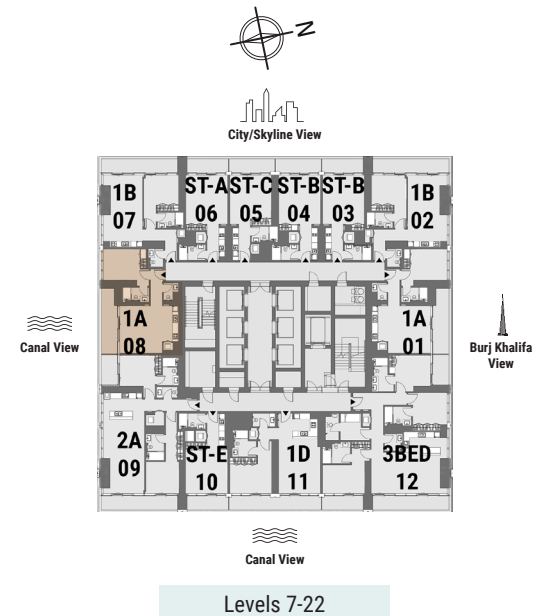 N
City/Skyline View
1B
07
ST-A
06
ST-C
05
ST-B
04
ST-B
03
1B
02
1A
08
1A
01
Canal View
Burj Khalifa
View
2A
09
ST-E
10
1D
11
3BED
12
Canal View
Levels 7-22